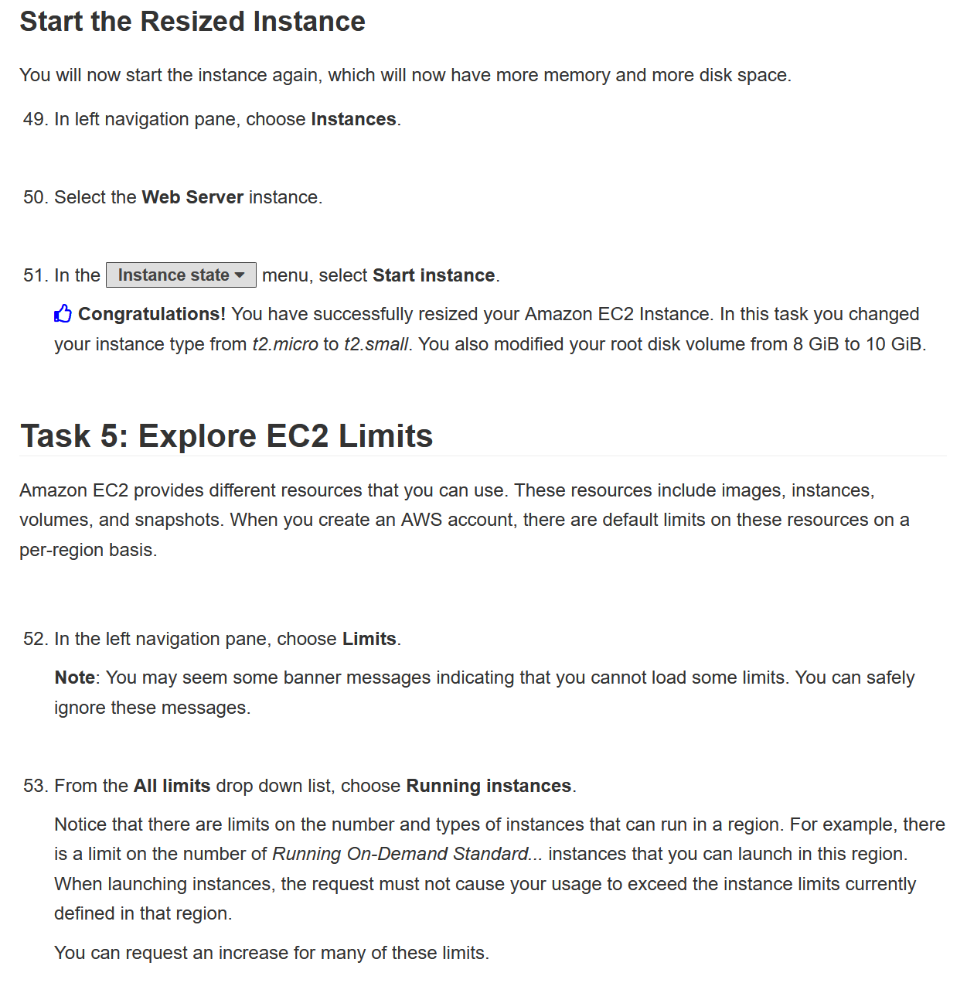 Start the Resized Instance
You will now start the instance again, which will now have more memory and more disk space.
49. In left navigation pane, choose Instances.
50. Select the Web Server instance.
51. In the Instance state menu, select Start instance.
Congratulations! You have successfully resized your Amazon EC2 Instance. In this task you changed
your instance type from t2.micro to t2.small. You also modified your root disk volume from 8 GiB to 10 GiB.
Task 5: Explore EC2 Limits
Amazon EC2 provides different resources that you can use. These resources include images, instances,
volumes, and snapshots. When you create an AWS account, there are default limits on these resources on a
per-region basis.
52. In the left navigation pane, choose Limits.
Note: You may seem some banner messages indicating that you cannot load some limits. You can safely
ignore these messages.
53. From the All limits drop down list, choose Running instances.
Notice that there are limits on the number and types of instances that can run in a region. For example, there
is a limit on the number of Running On-Demand Standard... instances that you can launch in this region.
When launching instances, the request must not cause your usage to exceed the instance limits currently
defined in that region.
You can request an increase for many of these limits.